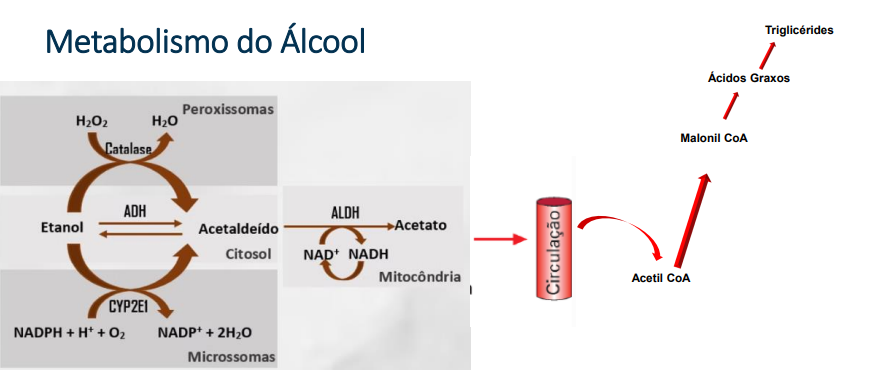 Metabolismo do Álcool
Peroxissomas
H₂O₂
H₂O
Catalase
ADH
Etanol
Acetaldeído
Citosol
ALDH
Acetato
NAD⁺
NADH
Mitocôndria
CYP2E1
NADPH + H⁺ + O₂
NADP⁺ + 2H₂O
Microssomas
Circulação
Acetil CoA
Malonil CoA
Ácidos Graxos
Triglicérides